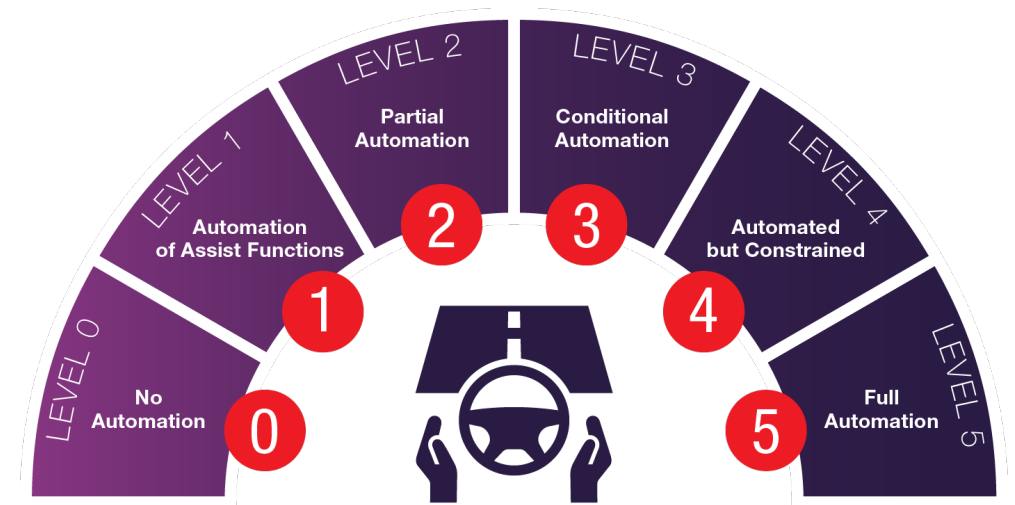 LEVEL 0
No
Automation
0
LEVEL 1
Automation
of Assist Functions
1
LEVEL 2
Partial
Automation
2
LEVEL 3
Conditional
Automation
3
LEVEL 4
Automated
but Constrained
4
LEVEL 5
Full
Automation
5